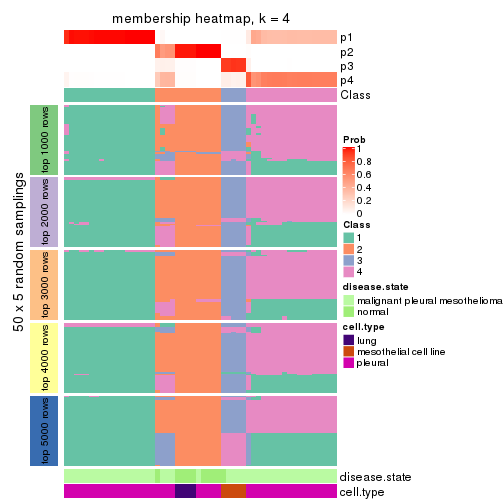 membership heatmap, k = 4
p1
p2
p3
p4
Class
50 x 5 random samplings
top 1000 rows
top 2000 rows
top 3000 rows
top 4000 rows
top 5000 rows
disease.state
cell.type
Prob
1
0.8
0.6
0.4
0.2
0
Class
1
2
3
4
disease.state
malignant pleural mesothelioma
normal
cell.type
lung
mesothelial cell line
pleural